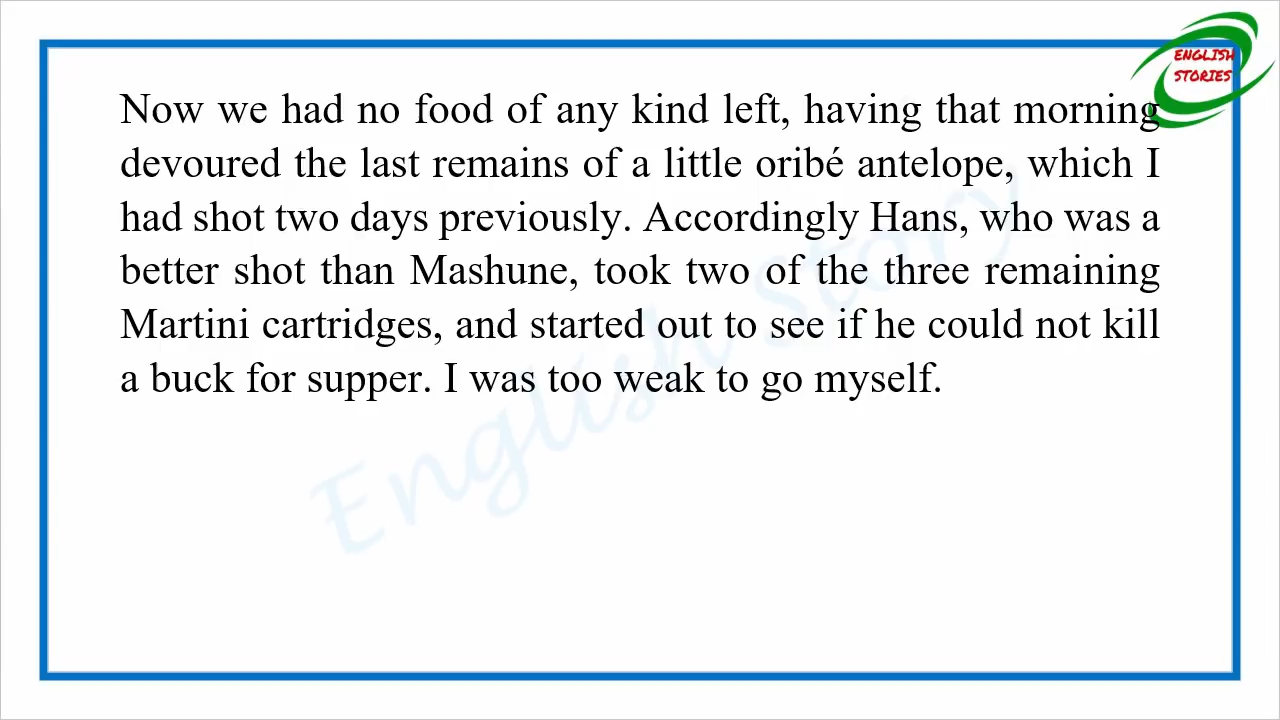 ENGLISH
STORIES
Now we had no food of any kind left, having that morning
devoured the last remains of a little oribé antelope, which I
had shot two days previously. Accordingly Hans, who was a
better shot than Mashune, took two of the three remaining
Martini cartridges, and started out to see if he could not kill
a buck for supper. I was too weak to go myself.
English Story